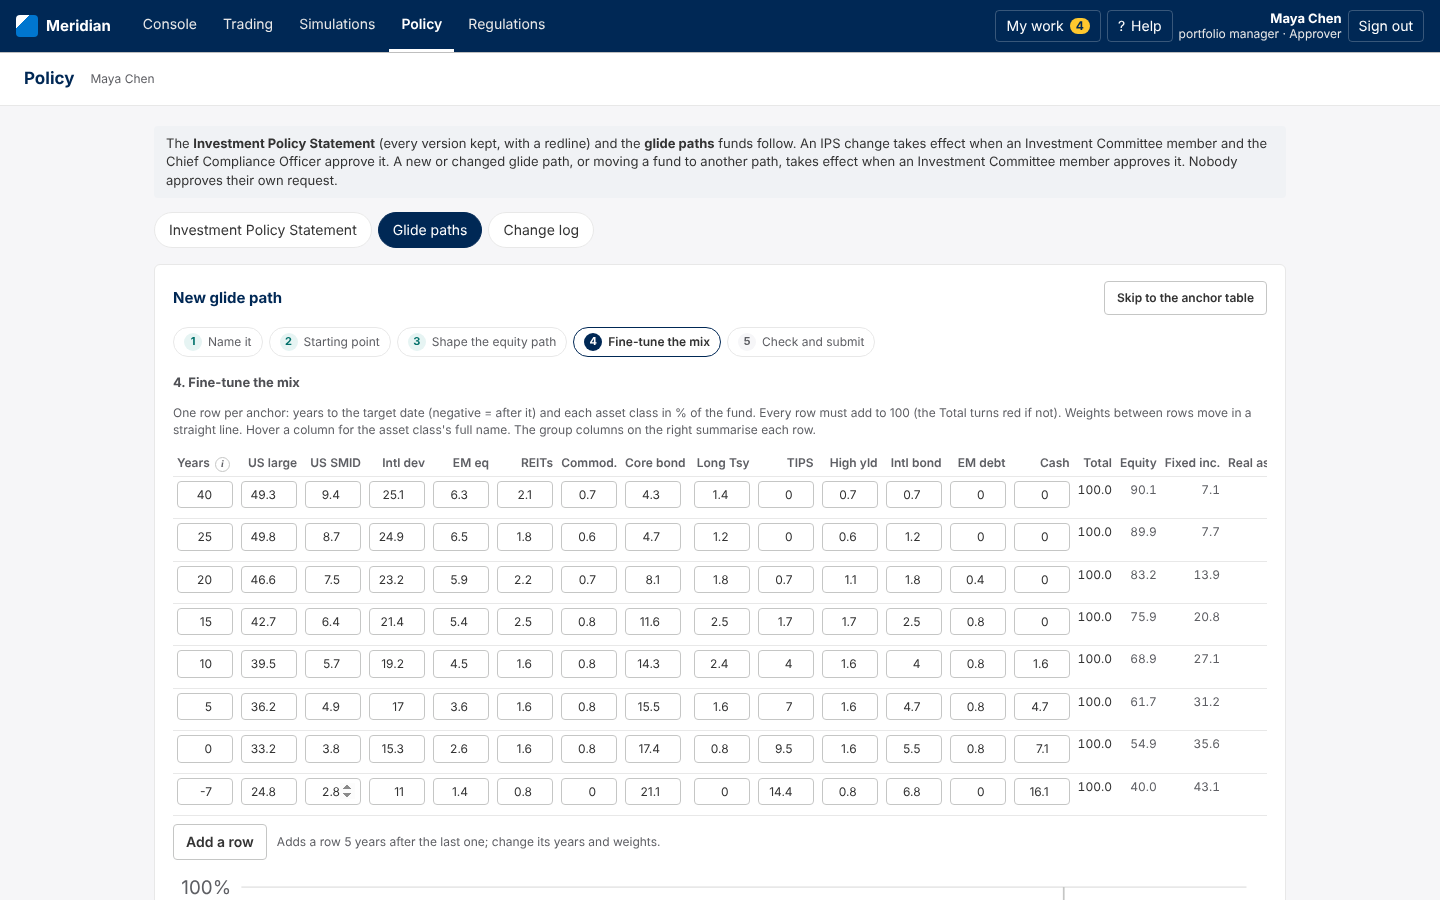 Meridian Console Trading Simulations Policy Regulations My work 4 ? Help Maya Chen Sign out
portfolio manager · Approver
Policy Maya Chen
The Investment Policy Statement (every version kept, with a redline) and the glide paths funds follow. An IPS change takes effect when an Investment Committee member and the
Chief Compliance Officer approve it. A new or changed glide path, or moving a fund to another path, takes effect when an Investment Committee member approves it. Nobody
approves their own request.
Investment Policy Statement Glide paths Change log
New glide path Skip to the anchor table
1 Name it 2 Starting point 3 Shape the equity path 4 Fine-tune the mix 5 Check and submit
4. Fine-tune the mix
One row per anchor: years to the target date (negative = after it) and each asset class in % of the fund. Every row must add to 100 (the Total turns red if not). Weights between rows move in a
straight line. Hover a column for the asset class's full name. The group columns on the right summarise each row.
Years i US large US SMID Intl dev EM eq REITs Commod. Core bond Long Tsy TIPS High yld Intl bond EM debt Cash Total Equity Fixed inc. Real as
40 49.3 9.4 25.1 6.3 2.1 0.7 4.3 1.4 0 0.7 0.7 0 0 100.0 90.1 7.1
25 49.8 8.7 24.9 6.5 1.8 0.6 4.7 1.2 0 0.6 1.2 0 0 100.0 89.9 7.7
20 46.6 7.5 23.2 5.9 2.2 0.7 8.1 1.8 0.7 1.1 1.8 0.4 0 100.0 83.2 13.9
15 42.7 6.4 21.4 5.4 2.5 0.8 11.6 2.5 1.7 1.7 2.5 0.8 0 100.0 75.9 20.8
10 39.5 5.7 19.2 4.5 1.6 0.8 14.3 2.4 4 1.6 4 0.8 1.6 100.0 68.9 27.1
5 36.2 4.9 17 3.6 1.6 0.8 15.5 1.6 7 1.6 4.7 0.8 4.7 100.0 61.7 31.2
0 33.2 3.8 15.3 2.6 1.6 0.8 17.4 0.8 9.5 1.6 5.5 0.8 7.1 100.0 54.9 35.6
-7 24.8 2.8 11 1.4 0.8 0 21.1 0 14.4 0.8 6.8 0 16.1 100.0 40.0 43.1
Add a row Adds a row 5 years after the last one; change its years and weights.
100%